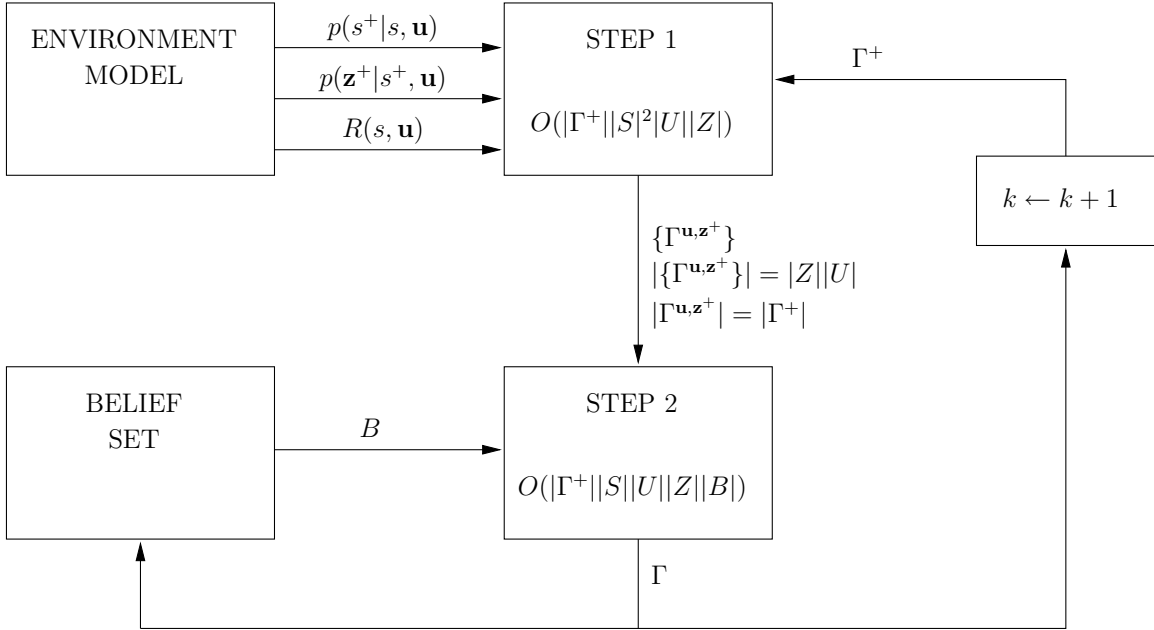 ENVIRONMENT
MODEL
p(s⁺|s, u)
p(z⁺|s⁺, u)
R(s, u)
STEP 1
O(|Γ⁺||S|²|U||Z|)
Γ⁺
k ← k + 1
{Γ^{u,z⁺}}
|{Γ^{u,z⁺}}| = |Z||U|
|Γ^{u,z⁺}| = |Γ⁺|
BELIEF
SET
B
STEP 2
O(|Γ⁺||S||U||Z||B|)
Γ